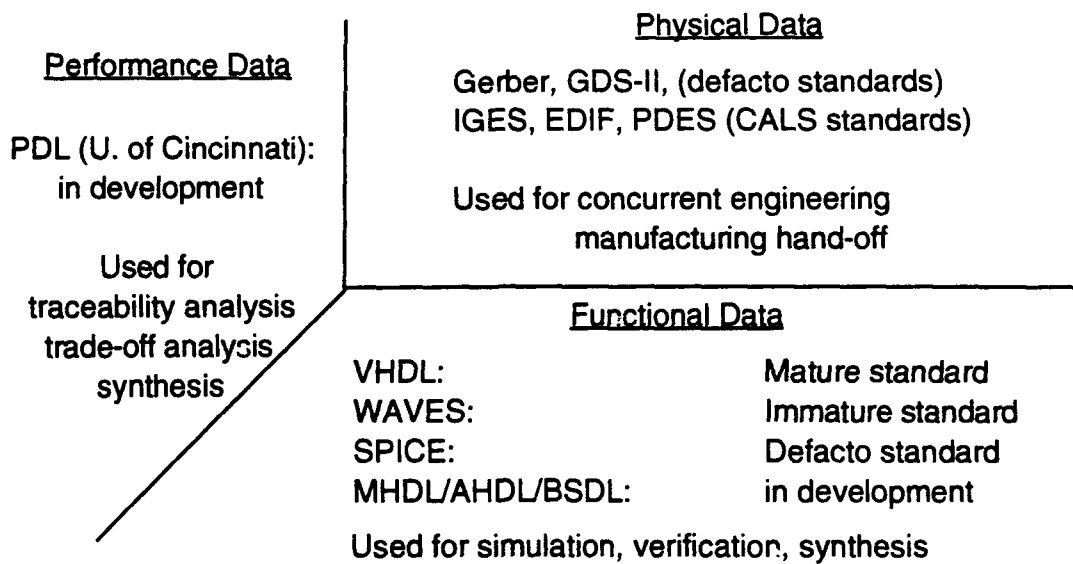 Performance Data
PDL (U. of Cincinnati):
in development
Used for
traceability analysis
trade-off analysis
synthesis
Physical Data
Gerber, GDS-II, (defacto standards)
IGES, EDIF, PDES (CALS standards)
Used for concurrent engineering
manufacturing hand-off
Functional Data
VHDL: Mature standard
WAVES: Immature standard
SPICE: Defacto standard
MHDL/AHDL/BSDL: in development
Used for simulation, verification, synthesis